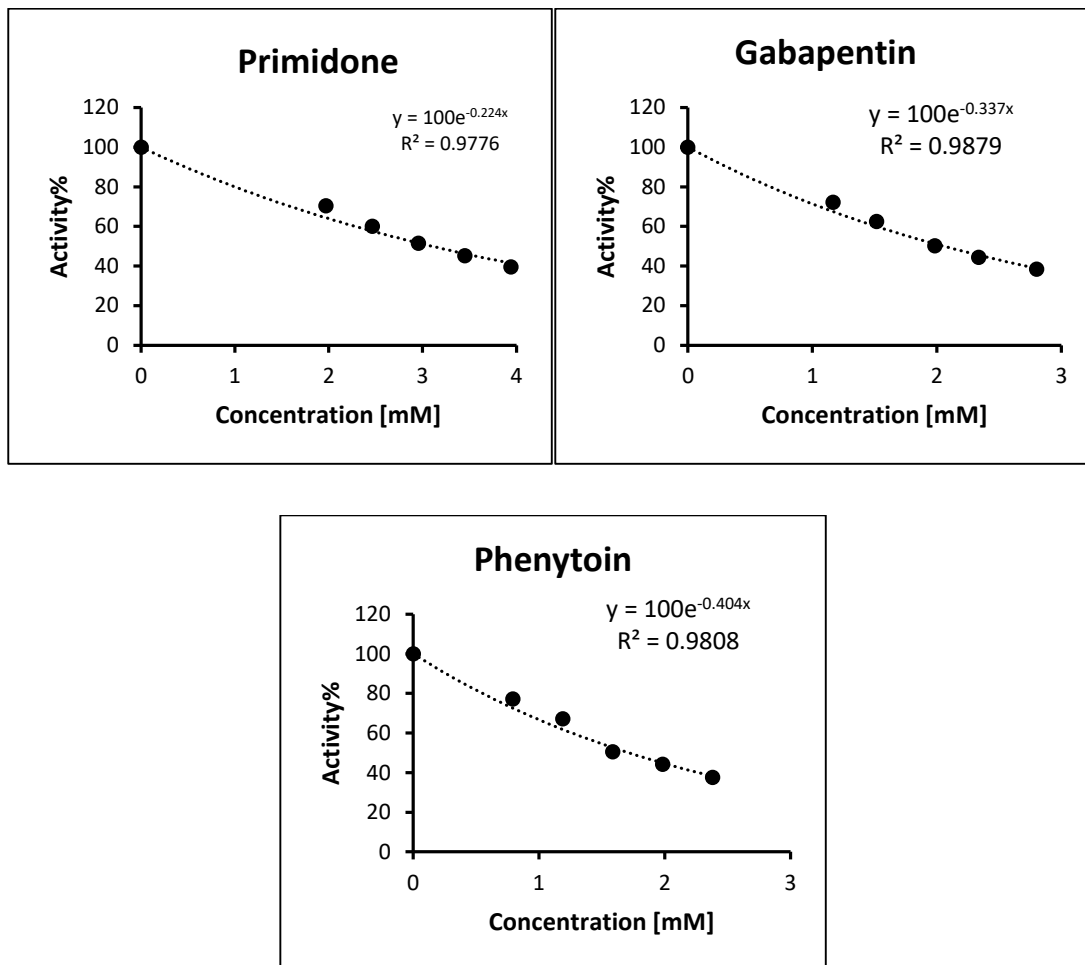 Primidone
y = 100e^-0.224x
R² = 0.9776
120
100
80
60
40
20
0
Activity%
0 1 2 3 4
Concentration [mM]
Gabapentin
y = 100e^-0.337x
R² = 0.9879
120
100
80
60
40
20
0
Activity%
0 1 2 3
Concentration [mM]
Phenytoin
y = 100e^-0.404x
R² = 0.9808
120
100
80
60
40
20
0
Activity%
0 1 2 3
Concentration [mM]